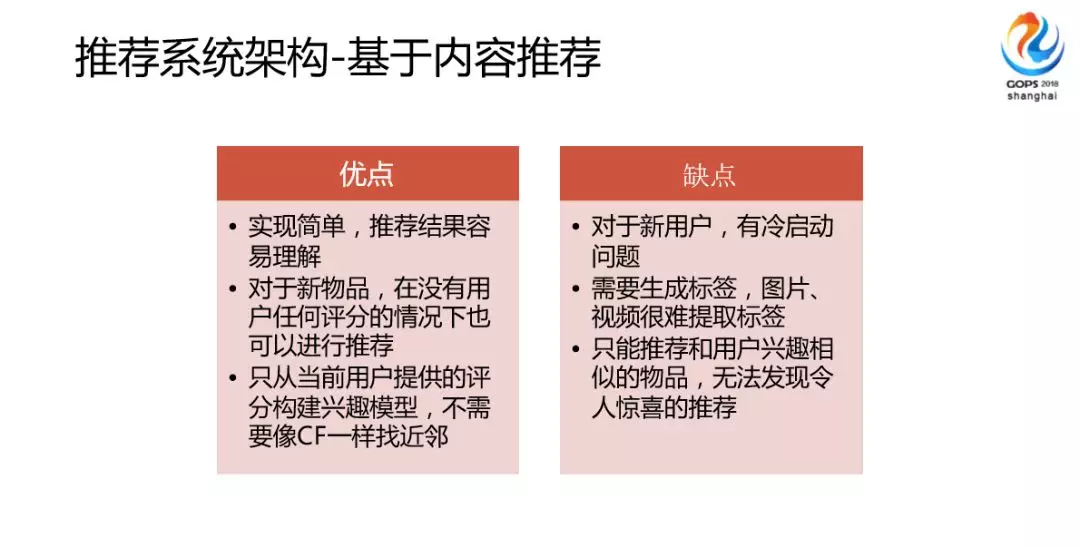 推荐系统架构-基于内容推荐
GOPS 2018
shanghai
优点
• 实现简单，推荐结果容
易理解
• 对于新物品，在没有用
户任何评分的情况下也
可以进行推荐
• 只从当前用户提供的评
分构建兴趣模型，不需
要像CF一样找近邻
缺点
• 对于新用户，有冷启动
问题
• 需要生成标签，图片、
视频很难提取标签
• 只能推荐和用户兴趣相
似的物品，无法发现令
人惊喜的推荐